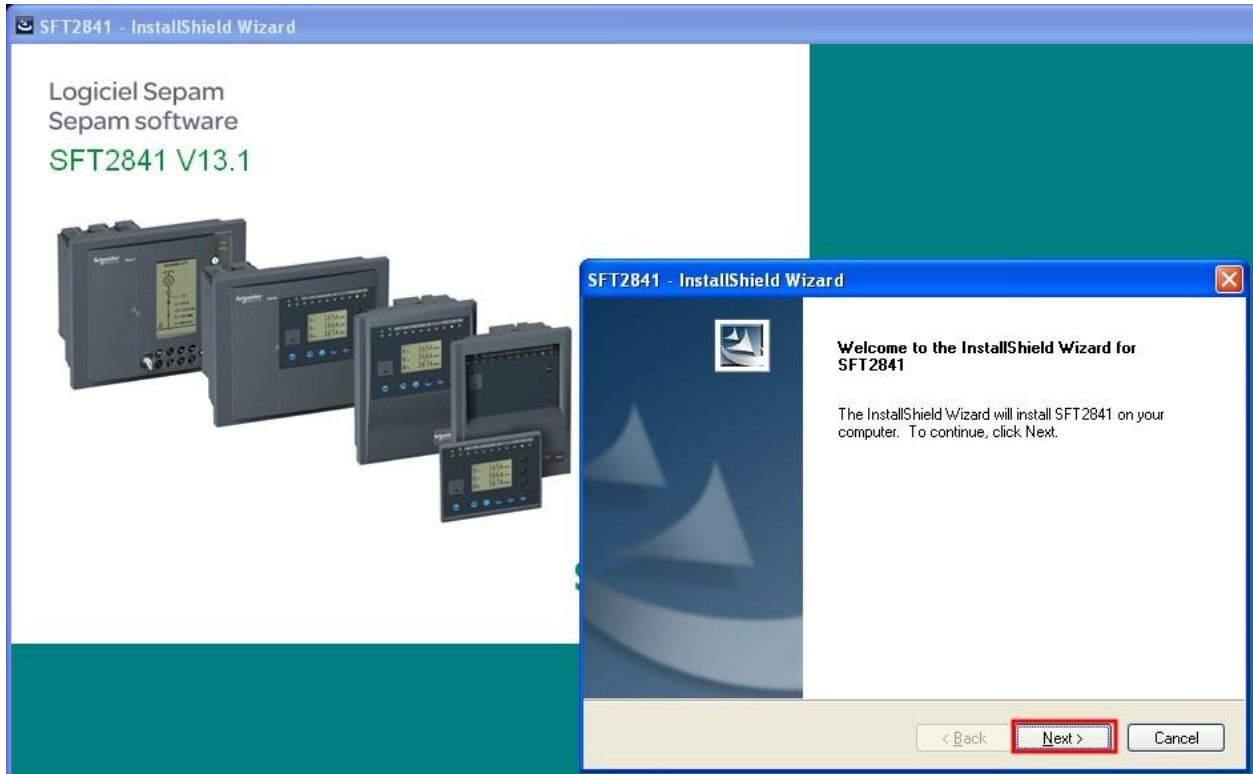 SFT2841 - InstallShield Wizard
Logiciel Sepam
Sepam software
SFT2841 V13.1
SFT2841 - InstallShield Wizard
Welcome to the InstallShield Wizard for
SFT2841
The InstallShield Wizard will install SFT2841 on your
computer. To continue, click Next.
< Back
Next >
Cancel